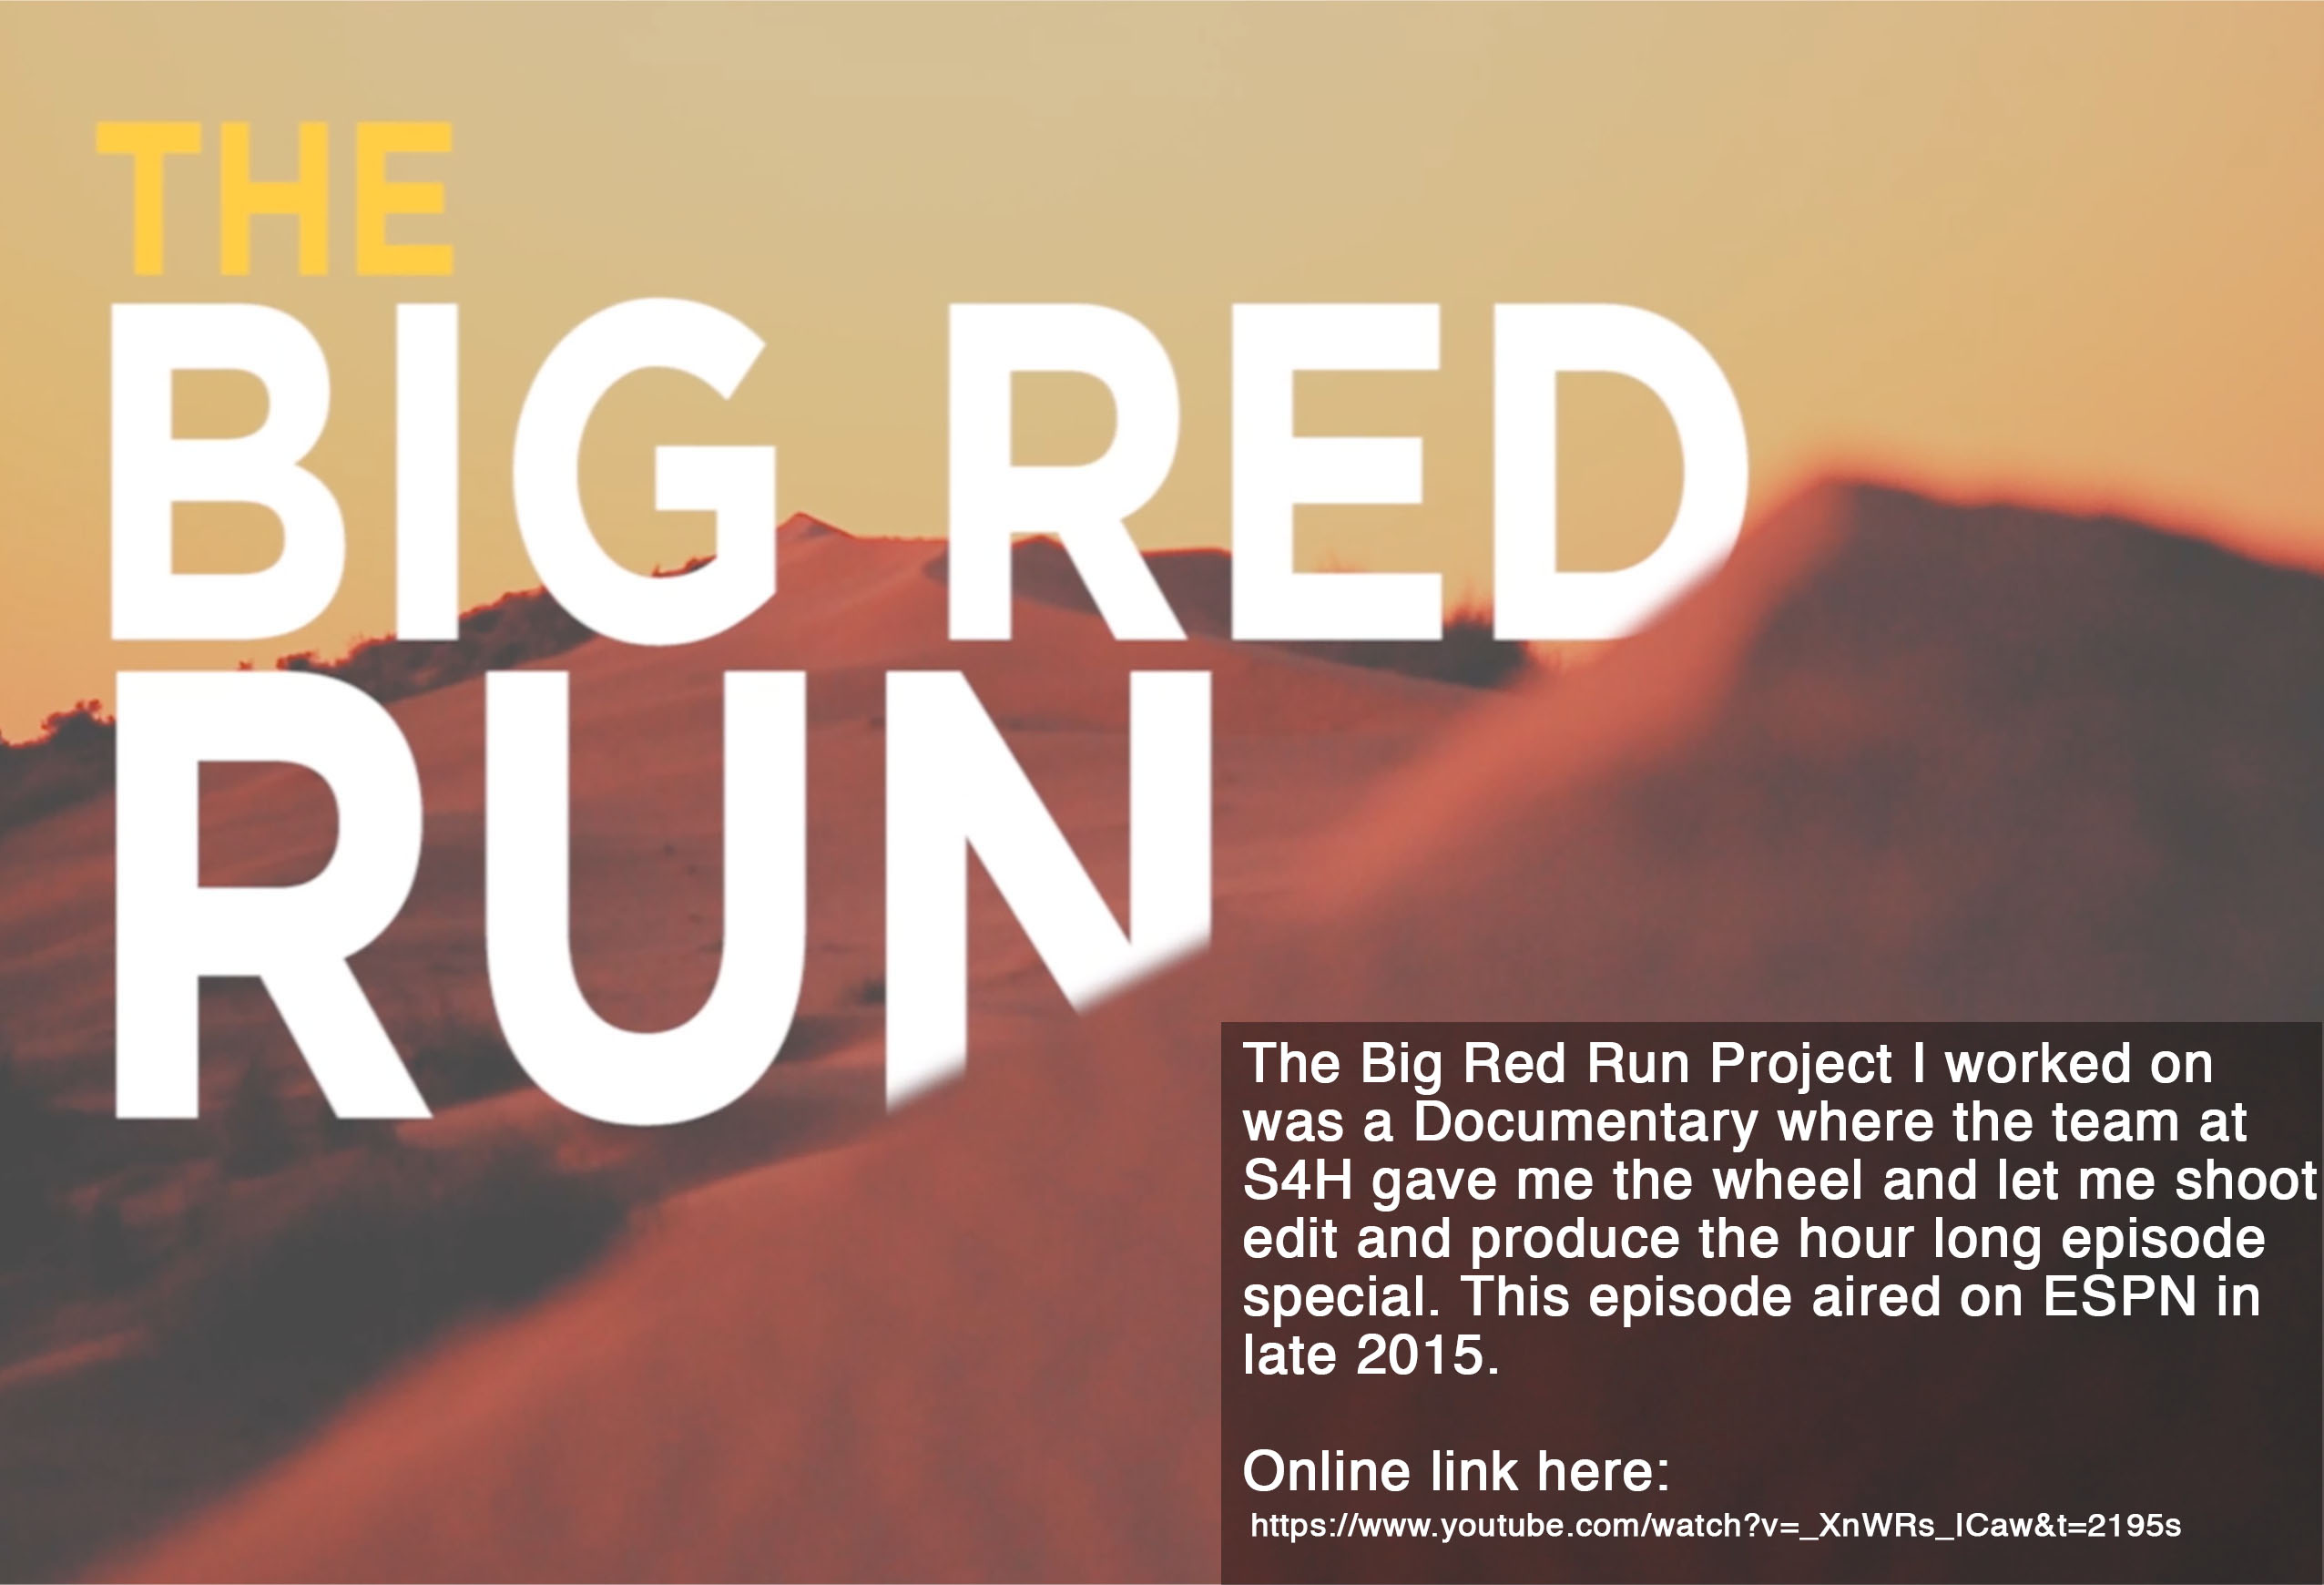 THE
BIG RED
RUN
The Big Red Run Project I worked on
was a Documentary where the team at
S4H gave me the wheel and let me shoot
edit and produce the hour long episode
special. This episode aired on ESPN in
late 2015.
Online link here:
https://www.youtube.com/watch?v=_XnWRs_ICaw&t=2195s